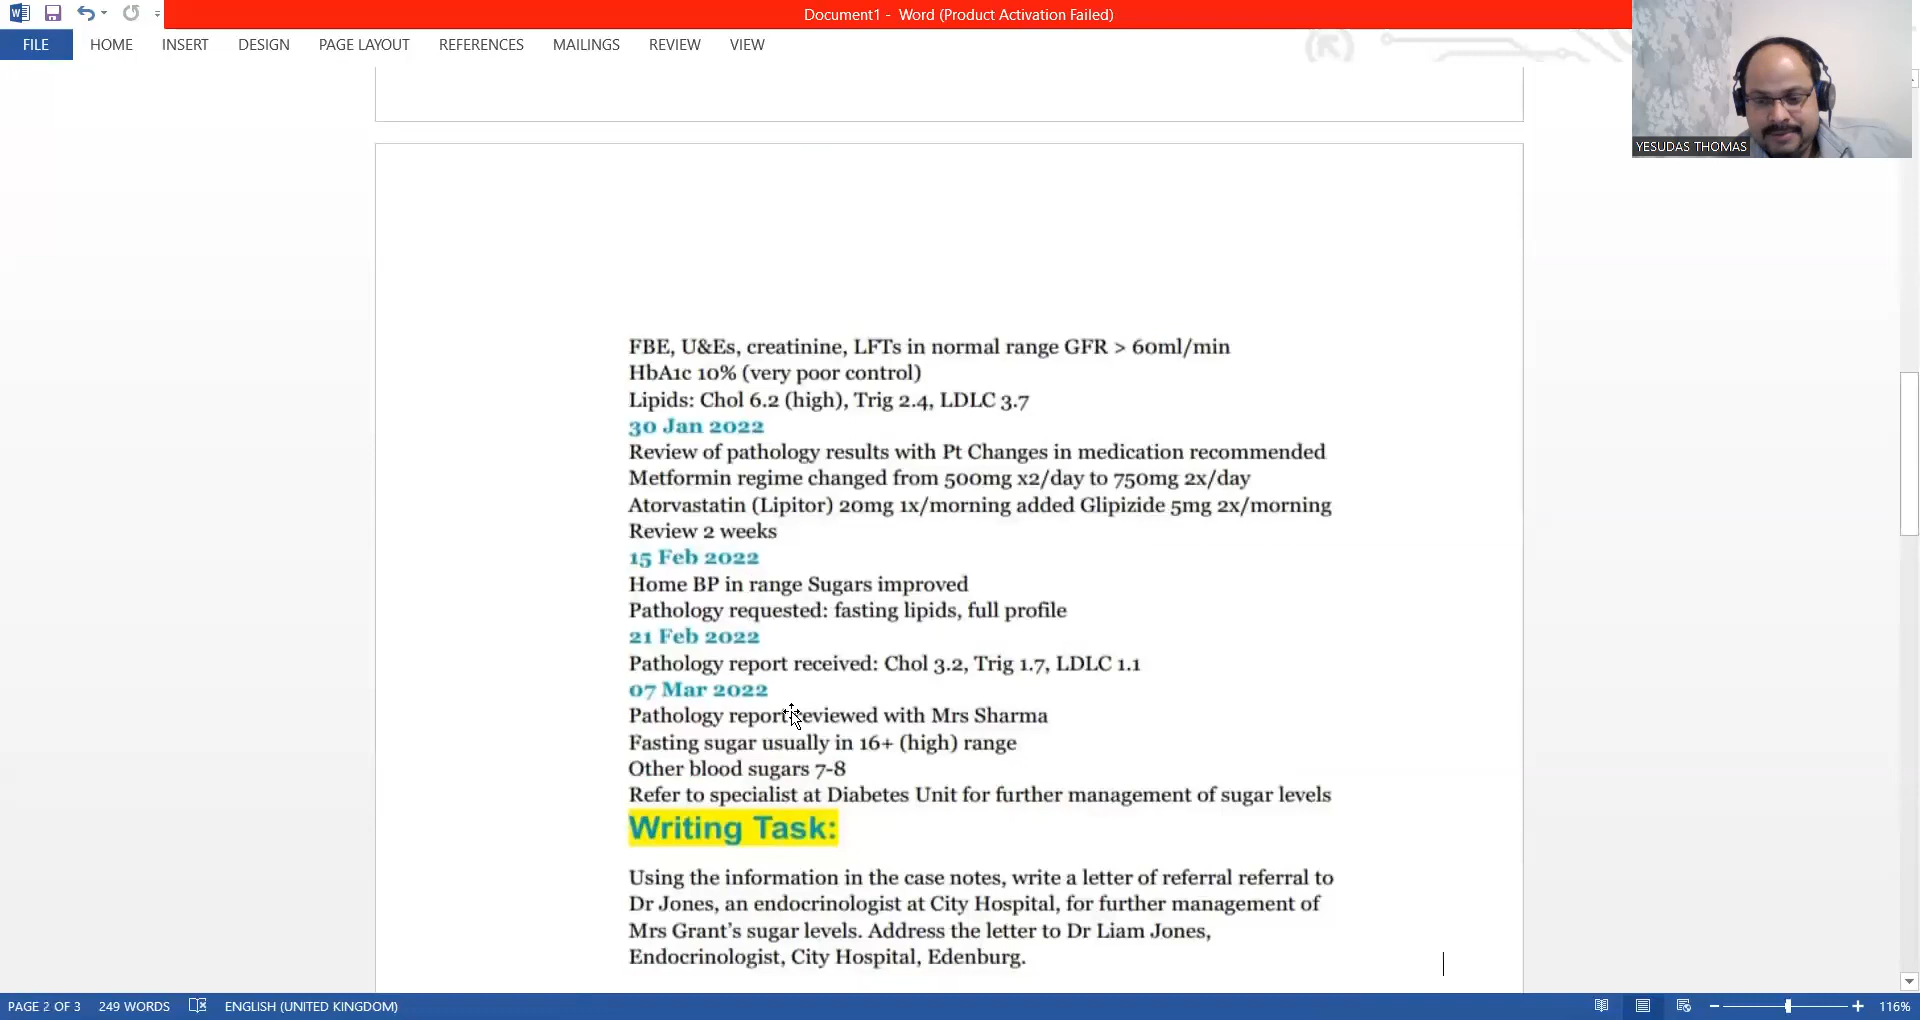 Document1 - Word (Product Activation Failed)
FILE HOME INSERT DESIGN PAGE LAYOUT REFERENCES MAILINGS REVIEW VIEW
YESUDAS THOMAS
FBE, U&Es, creatinine, LFTs in normal range GFR > 60ml/min
HbA1c 10% (very poor control)
Lipids: Chol 6.2 (high), Trig 2.4, LDLC 3.7
30 Jan 2022
Review of pathology results with Pt Changes in medication recommended
Metformin regime changed from 500mg x2/day to 750mg 2x/day
Atorvastatin (Lipitor) 20mg 1x/morning added Glipizide 5mg 2x/morning
Review 2 weeks
15 Feb 2022
Home BP in range Sugars improved
Pathology requested: fasting lipids, full profile
21 Feb 2022
Pathology report received: Chol 3.2, Trig 1.7, LDLC 1.1
07 Mar 2022
Pathology report reviewed with Mrs Sharma
Fasting sugar usually in 16+ (high) range
Other blood sugars 7-8
Refer to specialist at Diabetes Unit for further management of sugar levels
Writing Task:
Using the information in the case notes, write a letter of referral referral to
Dr Jones, an endocrinologist at City Hospital, for further management of
Mrs Grant's sugar levels. Address the letter to Dr Liam Jones,
Endocrinologist, City Hospital, Edenburg.
PAGE 2 OF 3 249 WORDS ENGLISH (UNITED KINGDOM) 116%